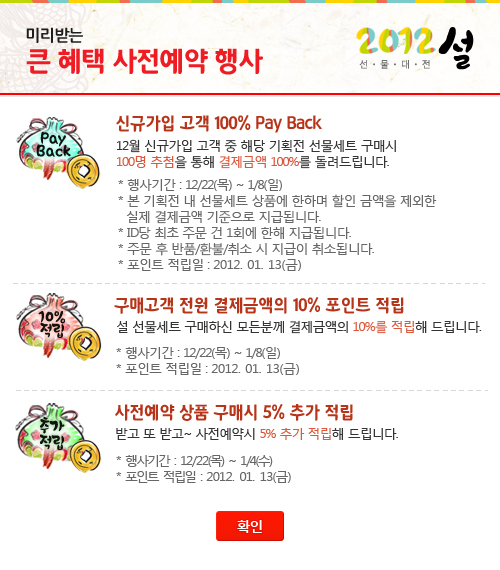 미리받는
큰 혜택 사전예약 행사
2012 설
선·물·대·전
Pay Back
신규가입 고객 100% Pay Back
12월 신규가입 고객 중 해당 기획전 선물세트 구매시
100명 추첨을 통해 결제금액 100%를 돌려드립니다.
* 행사기간 : 12/22(목) ~ 1/8(일)
* 본 기획전 내 선물세트 상품에 한하며 할인 금액을 제외한
실제 결제금액 기준으로 지급됩니다.
* ID당 최초 주문 건 1회에 한해 지급됩니다.
* 주문 후 반품/환불/취소 시 지급이 취소됩니다.
* 포인트 적립일 : 2012. 01. 13(금)
10% 적립
구매고객 전원 결제금액의 10% 포인트 적립
설 선물세트 구매하신 모든분께 결제금액의 10%를 적립해 드립니다.
* 행사기간 : 12/22(목) ~ 1/8(일)
* 포인트 적립일 : 2012. 01. 13(금)
추가 적립
사전예약 상품 구매시 5% 추가 적립
받고 또 받고~ 사전예약시 5% 추가 적립해 드립니다.
* 행사기간 : 12/22(목) ~ 1/4(수)
* 포인트 적립일 : 2012. 01. 13(금)
확인